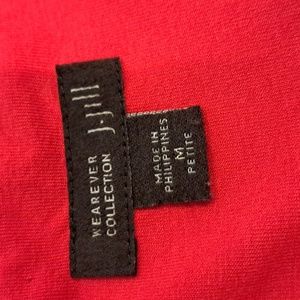 J.Jill
WEAREVER
COLLECTION
MADE IN
PHILIPPINES
M
PETITE